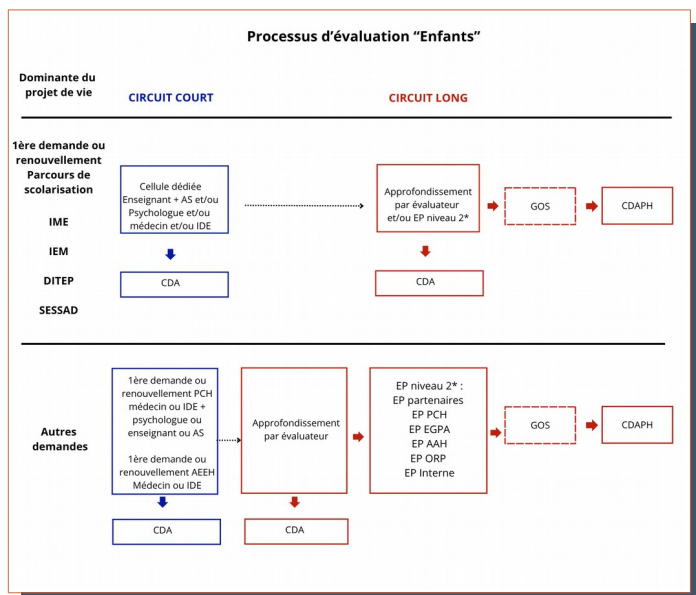 Processus d’évaluation “Enfants”
Dominante du
projet de vie
CIRCUIT COURT
CIRCUIT LONG
1ère demande ou
renouvellement
Parcours de
scolarisation
IME
IEM
DITEP
SESSAD
Cellule dédiée
Enseignant + AS et/ou
Psychologue et/ou
médecin et/ou IDE
CDA
Approfondissement
par évaluateur
et/ou EP niveau 2*
CDA
GOS
CDAPH
Autres
demandes
1ère demande ou
renouvellement PCH
médecin ou IDE +
psychologue ou
enseignant ou AS
1ère demande ou
renouvellement AEEH
Médecin ou IDE
CDA
Approfondissement
par évaluateur
CDA
EP niveau 2* :
EP partenaires
EP PCH
EP EGPA
EP AAH
EP ORP
EP Interne
GOS
CDAPH